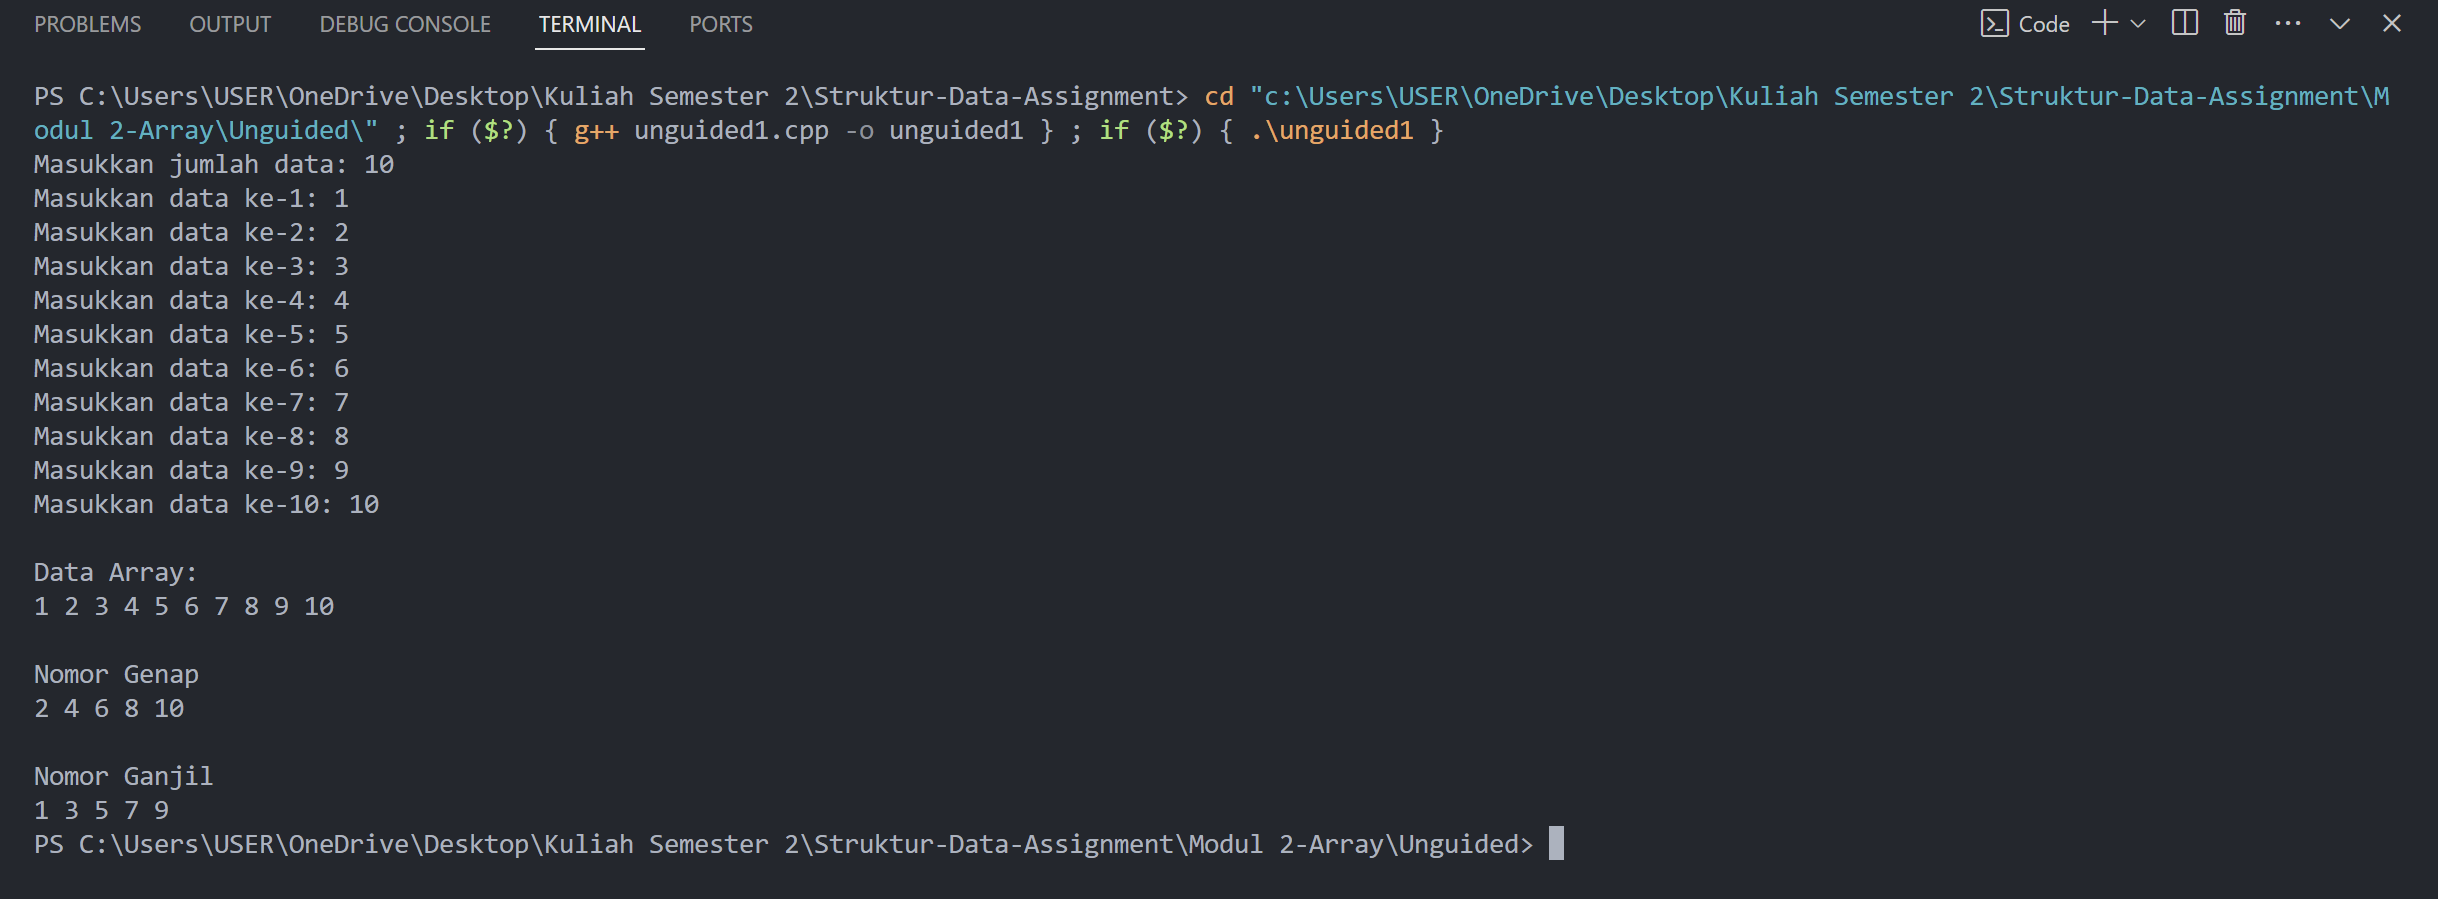 PROBLEMS OUTPUT DEBUG CONSOLE TERMINAL PORTS Code
PS C:\Users\USER\OneDrive\Desktop\Kuliah Semester 2\Struktur-Data-Assignment> cd "c:\Users\USER\OneDrive\Desktop\Kuliah Semester 2\Struktur-Data-Assignment\M
odul 2-Array\Unguided\" ; if ($?) { g++ unguided1.cpp -o unguided1 } ; if ($?) { .\unguided1 }
Masukkan jumlah data: 10
Masukkan data ke-1: 1
Masukkan data ke-2: 2
Masukkan data ke-3: 3
Masukkan data ke-4: 4
Masukkan data ke-5: 5
Masukkan data ke-6: 6
Masukkan data ke-7: 7
Masukkan data ke-8: 8
Masukkan data ke-9: 9
Masukkan data ke-10: 10
Data Array:
1 2 3 4 5 6 7 8 9 10
Nomor Genap
2 4 6 8 10
Nomor Ganjil
1 3 5 7 9
PS C:\Users\USER\OneDrive\Desktop\Kuliah Semester 2\Struktur-Data-Assignment\Modul 2-Array\Unguided>